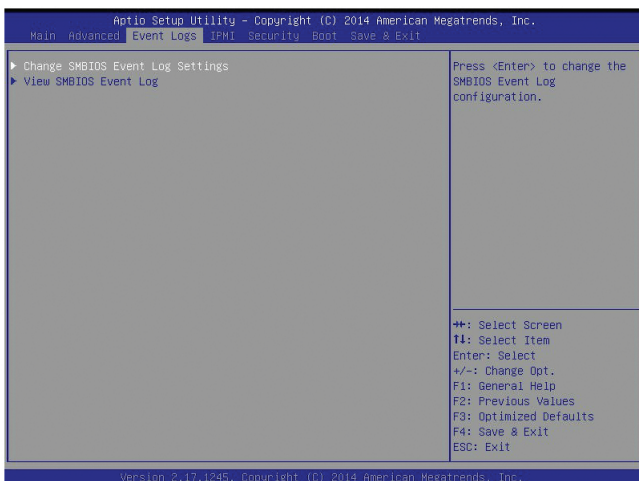 Aptio Setup Utility – Copyright (C) 2014 American Megatrends, Inc.
Main Advanced Event Logs IPMI Security Boot Save & Exit
▶ Change SMBIOS Event Log Settings
▶ View SMBIOS Event Log
Press <Enter> to change the
SMBIOS Event Log
configuration.
→←: Select Screen
↑↓: Select Item
Enter: Select
+/-: Change Opt.
F1: General Help
F2: Previous Values
F3: Optimized Defaults
F4: Save & Exit
ESC: Exit
Version 2.17.1245. Copyright (C) 2014 American Megatrends, Inc.